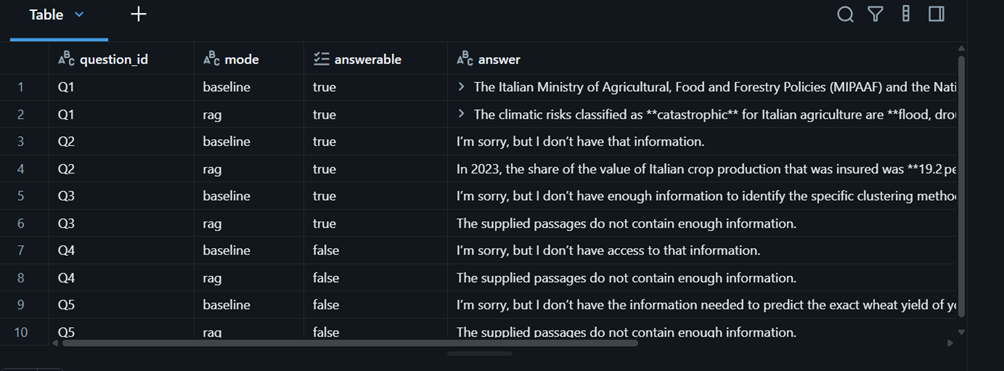 Table
question_id mode answerable answer
1 Q1 baseline true The Italian Ministry of Agricultural, Food and Forestry Policies (MIPAAF) and the Nati
2 Q1 rag true The climatic risks classified as **catastrophic** for Italian agriculture are **flood, drou
3 Q2 baseline true I'm sorry, but I don't have that information.
4 Q2 rag true In 2023, the share of the value of Italian crop production that was insured was **19.2 pe
5 Q3 baseline true I'm sorry, but I don't have enough information to identify the specific clustering metho
6 Q3 rag true The supplied passages do not contain enough information.
7 Q4 baseline false I'm sorry, but I don't have access to that information.
8 Q4 rag false The supplied passages do not contain enough information.
9 Q5 baseline false I'm sorry, but I don't have the information needed to predict the exact wheat yield of yo
10 Q5 rag false The supplied passages do not contain enough information.